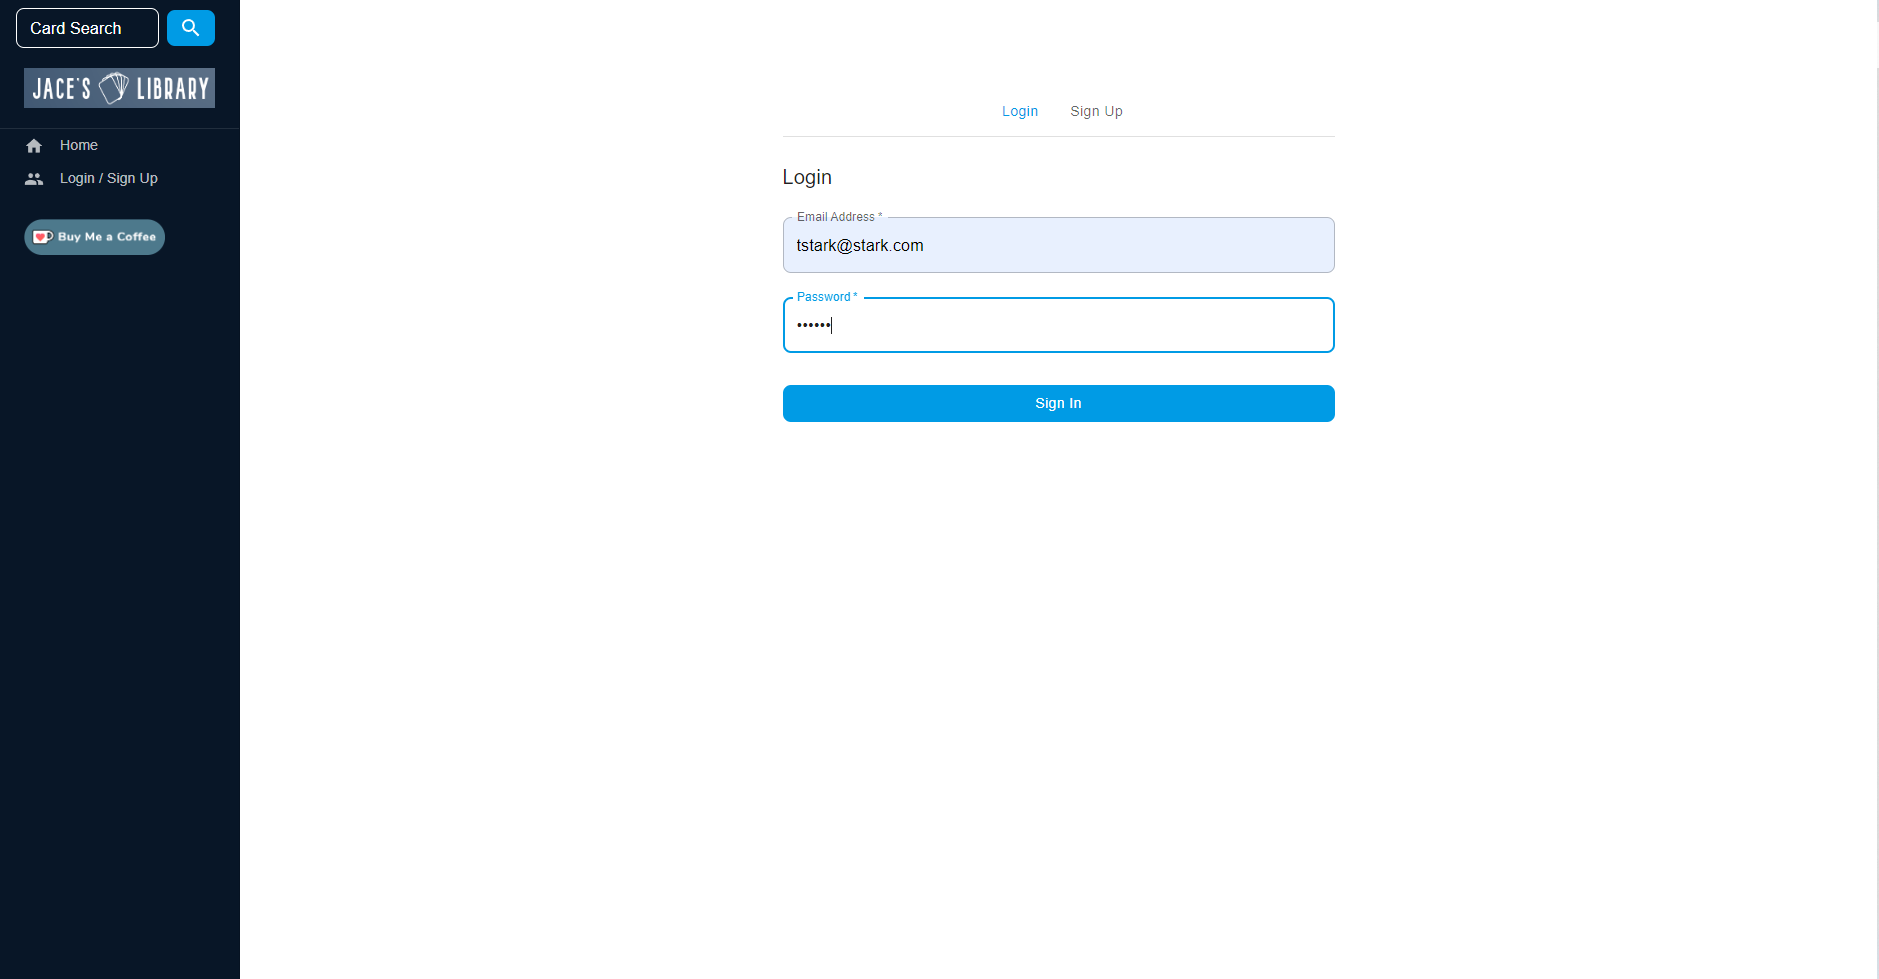 Card Search
JACE'S LIBRARY
Home
Login / Sign Up
Buy Me a Coffee
Login Sign Up
Login
Email Address *
tstark@stark.com
Password *
••••••
Sign In